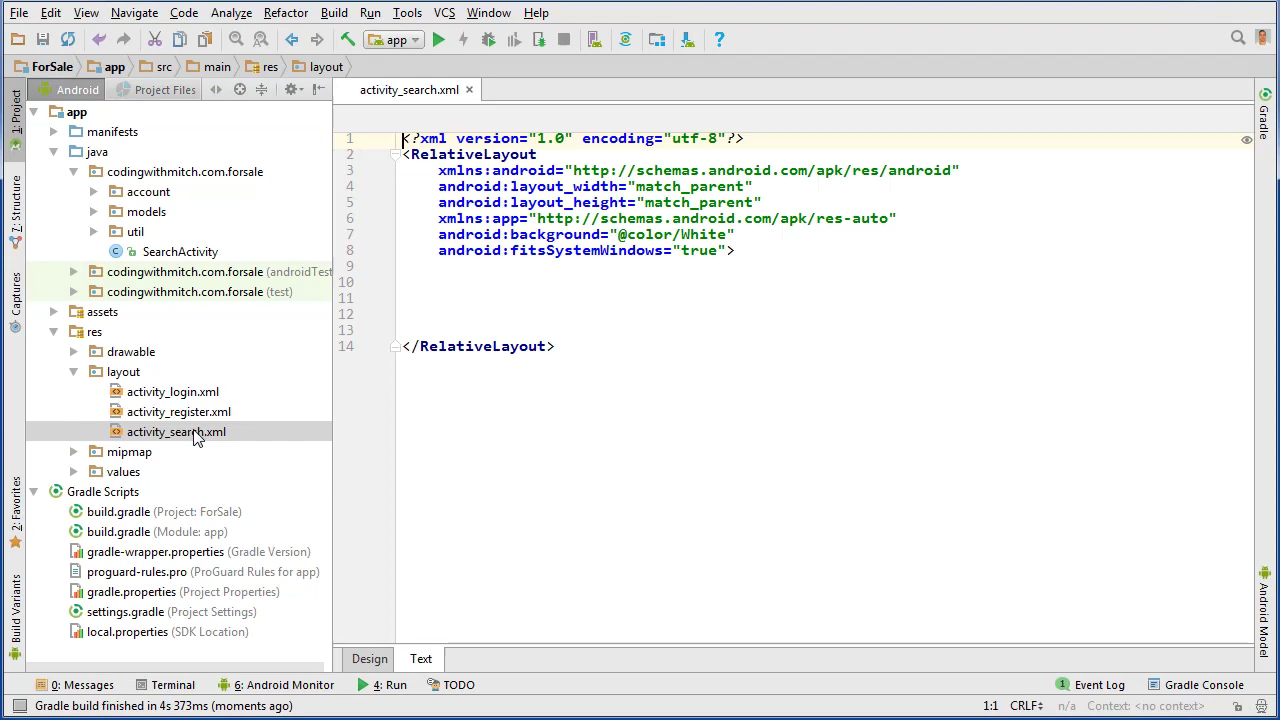 File Edit View Navigate Code Analyze Refactor Build Run Tools VCS Window Help
app
ForSale app src main res layout
Android Project Files
activity_search.xml
1: Project
7: Structure
Captures
2: Favorites
Build Variants
app
manifests
java
codingwithmitch.com.forsale
account
models
util
SearchActivity
codingwithmitch.com.forsale (androidTest
codingwithmitch.com.forsale (test)
assets
res
drawable
layout
activity_login.xml
activity_register.xml
activity_search.xml
mipmap
values
Gradle Scripts
build.gradle (Project: ForSale)
build.gradle (Module: app)
gradle-wrapper.properties (Gradle Version)
proguard-rules.pro (ProGuard Rules for app)
gradle.properties (Project Properties)
settings.gradle (Project Settings)
local.properties (SDK Location)
1 <?xml version="1.0" encoding="utf-8"?>
2 <RelativeLayout
3 xmlns:android="http://schemas.android.com/apk/res/android"
4 android:layout_width="match_parent"
5 android:layout_height="match_parent"
6 xmlns:app="http://schemas.android.com/apk/res-auto"
7 android:background="@color/White"
8 android:fitsSystemWindows="true">
9
10
11
12
13
14 </RelativeLayout>
Gradle
Android Model
Design Text
0: Messages Terminal 6: Android Monitor 4: Run TODO Event Log Gradle Console
Gradle build finished in 4s 373ms (moments ago) 1:1 CRLF n/a Context: <no context>